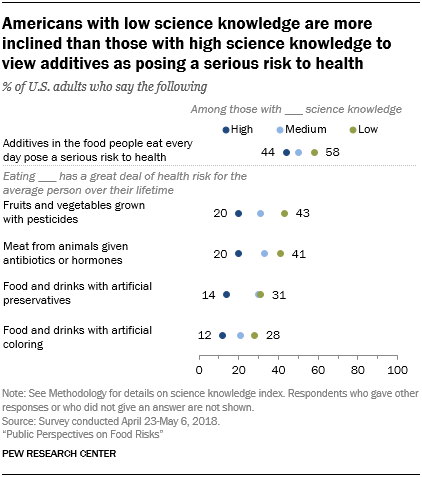 Americans with low science knowledge are more
inclined than those with high science knowledge to
view additives as posing a serious risk to health
% of U.S. adults who say the following
Among those with ___ science knowledge
High Medium Low
Additives in the food people eat every
day pose a serious risk to health
44 58
Eating ___ has a great deal of health risk for the
average person over their lifetime
Fruits and vegetables grown
with pesticides
20 43
Meat from animals given
antibiotics or hormones
20 41
Food and drinks with artificial
preservatives
14 31
Food and drinks with artificial
coloring
12 28
0 20 40 60 80 100
Note: See Methodology for details on science knowledge index. Respondents who gave other
responses or who did not give an answer are not shown.
Source: Survey conducted April 23-May 6, 2018.
"Public Perspectives on Food Risks"
PEW RESEARCH CENTER